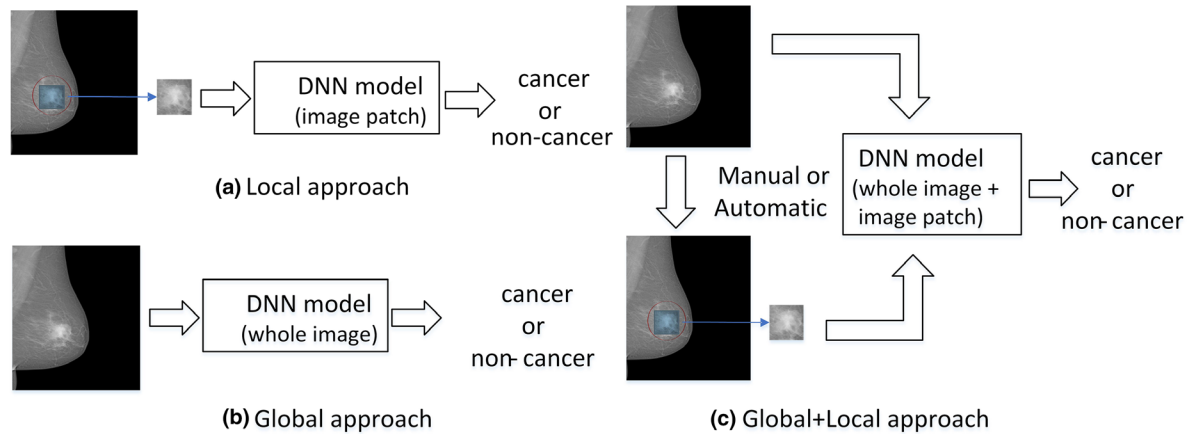 DNN model
(image patch)
cancer
or
non-cancer
(a) Local approach
DNN model
(whole image)
cancer
or
non- cancer
(b) Global approach
Manual or
Automatic
DNN model
(whole image +
image patch)
cancer
or
non- cancer
(c) Global+Local approach